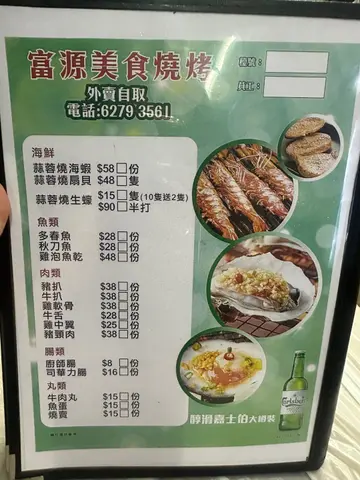 富源美食燒烤
外賣自取
電話:6279 3561
檯號:
員工:
海鮮
蒜蓉燒海蝦 $58 份
蒜蓉燒扇貝 $48 隻
蒜蓉燒生蠔 $15 隻(10隻送2隻)
$90 半打
魚類
多春魚 $28 份
秋刀魚 $28 份
雞泡魚乾 $48 份
肉類
豬扒 $38 份
牛扒 $38 份
雞軟骨 $38 份
牛舌 $28 份
雞中翼 $25 份
豬頸肉 $38 份
腸類
廚師腸 $8 份
司華力腸 $16 份
丸類
牛肉丸 $15 份
魚蛋 $15 份
燒賣 $15 份
醇滑嘉士伯大樽裝
Carlsberg